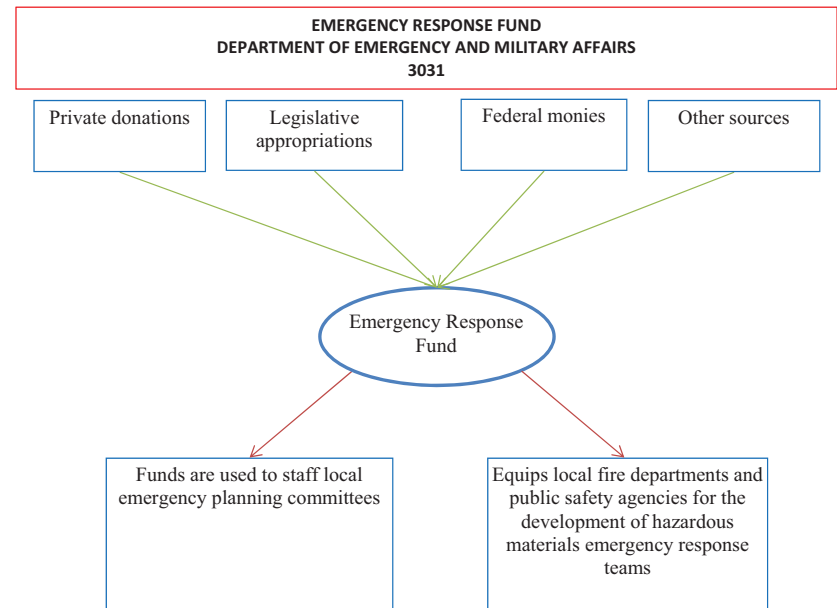 EMERGENCY RESPONSE FUND
DEPARTMENT OF EMERGENCY AND MILITARY AFFAIRS
3031
Private donations
Legislative
appropriations
Federal monies
Other sources
Emergency Response
Fund
Funds are used to staff local
emergency planning committees
Equips local fire departments and
public safety agencies for the
development of hazardous
materials emergency response
teams